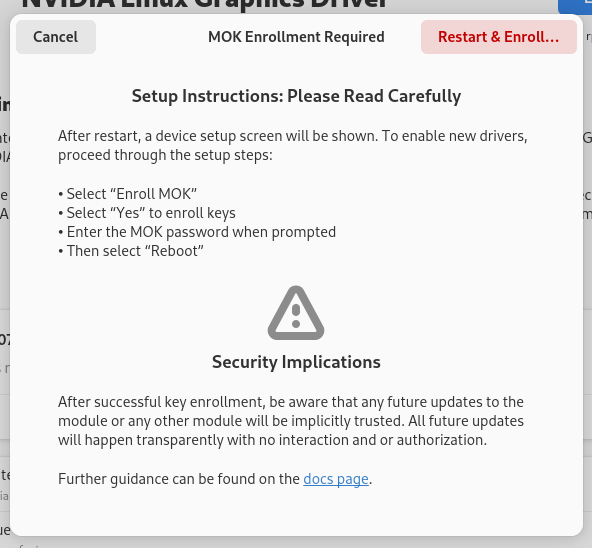 NVIDIA Linux Graphics Driver
Cancel
MOK Enrollment Required
Restart & Enroll…
Setup Instructions: Please Read Carefully
After restart, a device setup screen will be shown. To enable new drivers,
proceed through the setup steps:
• Select “Enroll MOK”
• Select “Yes” to enroll keys
• Enter the MOK password when prompted
• Then select “Reboot”
Security Implications
After successful key enrollment, be aware that any future updates to the
module or any other module will be implicitly trusted. All future updates
will happen transparently with no interaction and or authorization.
Further guidance can be found on the docs page.